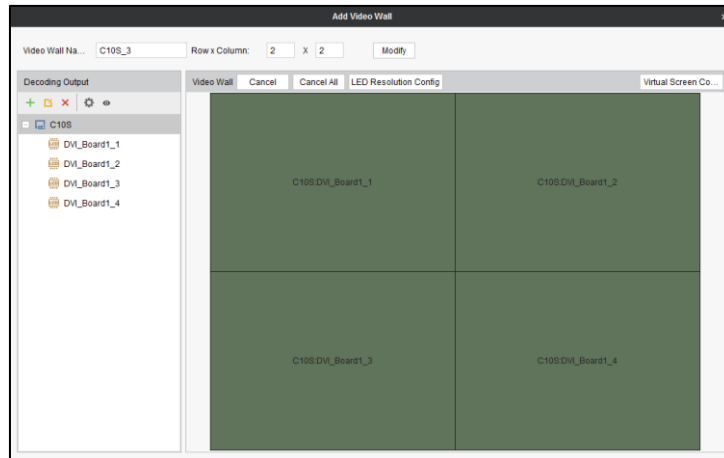 Add Video Wall
Video Wall Na... C10S_3 Row x Column: 2 X 2 Modify
Decoding Output
C10S
DVI_Board1_1
DVI_Board1_2
DVI_Board1_3
DVI_Board1_4
Video Wall Cancel Cancel All LED Resolution Config Virtual Screen Co...
C10S:DVI_Board1_1 C10S:DVI_Board1_2
C10S:DVI_Board1_3 C10S:DVI_Board1_4